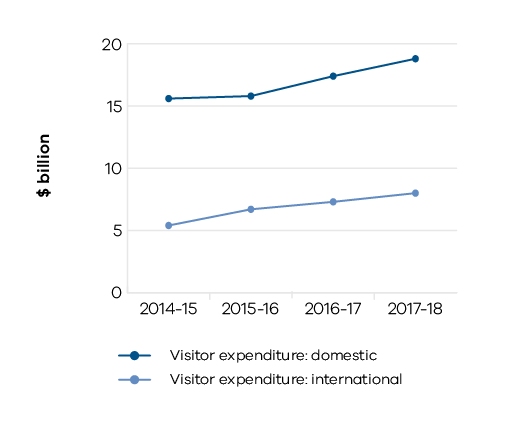 20
15
10
5
0
$ billion
2014-15 2015-16 2016-17 2017-18
Visitor expenditure: domestic
Visitor expenditure: international